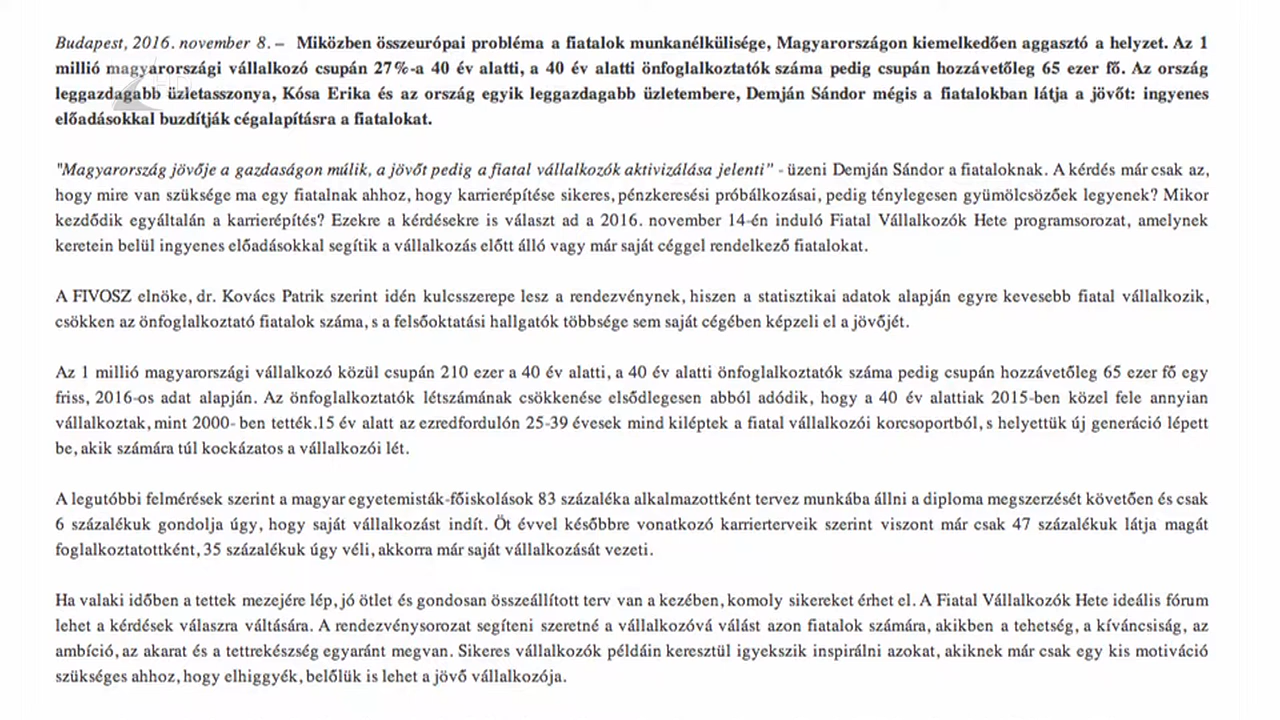 Budapest, 2016. november 8. – Miközben összeurópai probléma a fiatalok munkanélkülisége, Magyarországon kiemelkedően aggasztó a helyzet. Az 1
millió magyarországi vállalkozó csupán 27%-a 40 év alatti, a 40 év alatti önfoglalkoztatók száma pedig csupán hozzávetőleg 65 ezer fő. Az ország
leggazdagabb üzletasszonya, Kósa Erika és az ország egyik leggazdagabb üzletembere, Demján Sándor mégis a fiatalokban látja a jövőt: ingyenes
előadásokkal buzdítják cégalapításra a fiatalokat.
"Magyarország jövője a gazdaságon múlik, a jövőt pedig a fiatal vállalkozók aktivizálása jelenti" - üzeni Demján Sándor a fiataloknak. A kérdés már csak az,
hogy mire van szüksége ma egy fiatalnak ahhoz, hogy karrierépítése sikeres, pénzkeresési próbálkozásai, pedig ténylegesen gyümölcsözőek legyenek? Mikor
kezdődik egyáltalán a karrierépítés? Ezekre a kérdésekre is választ ad a 2016. november 14-én induló Fiatal Vállalkozók Hete programsorozat, amelynek
keretein belül ingyenes előadásokkal segítik a vállalkozás előtt álló vagy már saját céggel rendelkező fiatalokat.
A FIVOSZ elnöke, dr. Kovács Patrik szerint idén kulcsszerepe lesz a rendezvénynek, hiszen a statisztikai adatok alapján egyre kevesebb fiatal vállalkozik,
csökken az önfoglalkoztató fiatalok száma, s a felsőoktatási hallgatók többsége sem saját cégében képzeli el a jövőjét.
Az 1 millió magyarországi vállalkozó közül csupán 210 ezer a 40 év alatti, a 40 év alatti önfoglalkoztatók száma pedig csupán hozzávetőleg 65 ezer fő egy
friss, 2016-os adat alapján. Az önfoglalkoztatók létszámának csökkenése elsődlegesen abból adódik, hogy a 40 év alattiak 2015-ben közel fele annyian
vállalkoztak, mint 2000- ben tették.15 év alatt az ezredfordulón 25-39 évesek mind kiléptek a fiatal vállalkozói korcsoportból, s helyettük új generáció lépett
be, akik számára túl kockázatos a vállalkozói lét.
A legutóbbi felmérések szerint a magyar egyetemisták-főiskolások 83 százaléka alkalmazottként tervez munkába állni a diploma megszerzését követően és csak
6 százalékuk gondolja úgy, hogy saját vállalkozást indít. Öt évvel későbbre vonatkozó karrierterveik szerint viszont már csak 47 százalékuk látja magát
foglalkoztatottként, 35 százalékuk úgy véli, akkorra már saját vállalkozását vezeti.
Ha valaki időben a tettek mezejére lép, jó ötlet és gondosan összeállított terv van a kezében, komoly sikereket érhet el. A Fiatal Vállalkozók Hete ideális fórum
lehet a kérdések válaszra váltására. A rendezvénysorozat segíteni szeretné a vállalkozóvá válást azon fiatalok számára, akikben a tehetség, a kíváncsiság, az
ambíció, az akarat és a tettrekészség egyaránt megvan. Sikeres vállalkozók példáin keresztül igyekszik inspirálni azokat, akiknek már csak egy kis motiváció
szükséges ahhoz, hogy elhiggyék, belőlük is lehet a jövő vállalkozója.